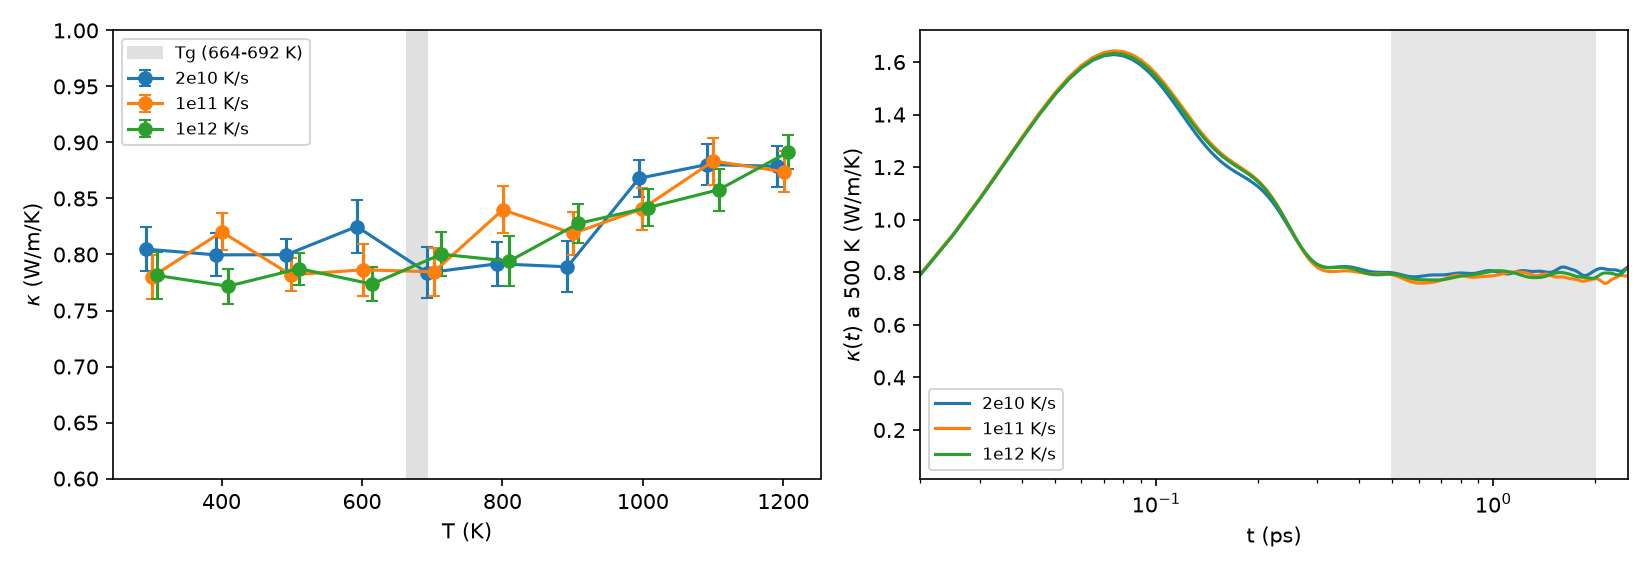 1.00
0.95
0.90
0.85
0.80
0.75
0.70
0.65
0.60
κ (W/m/K)
Tg (664-692 K)
2e10 K/s
1e11 K/s
1e12 K/s
400 600 800 1000 1200
T (K)
1.6
1.4
1.2
1.0
0.8
0.6
0.4
0.2
κ(t) a 500 K (W/m/K)
2e10 K/s
1e11 K/s
1e12 K/s
10⁻¹ 10⁰
t (ps)